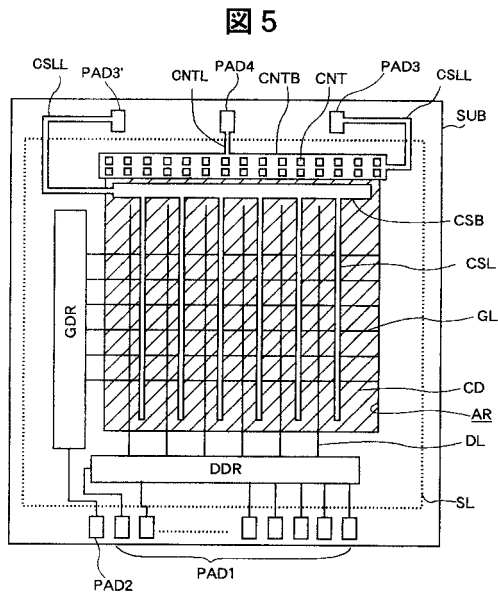 図5
CSLL
PAD3'
CNTL
PAD4
CNTB
CNT
PAD3
CSLL
SUB
CSB
CSL
GL
GDR
CD
AR
DL
DDR
SL
PAD2
PAD1